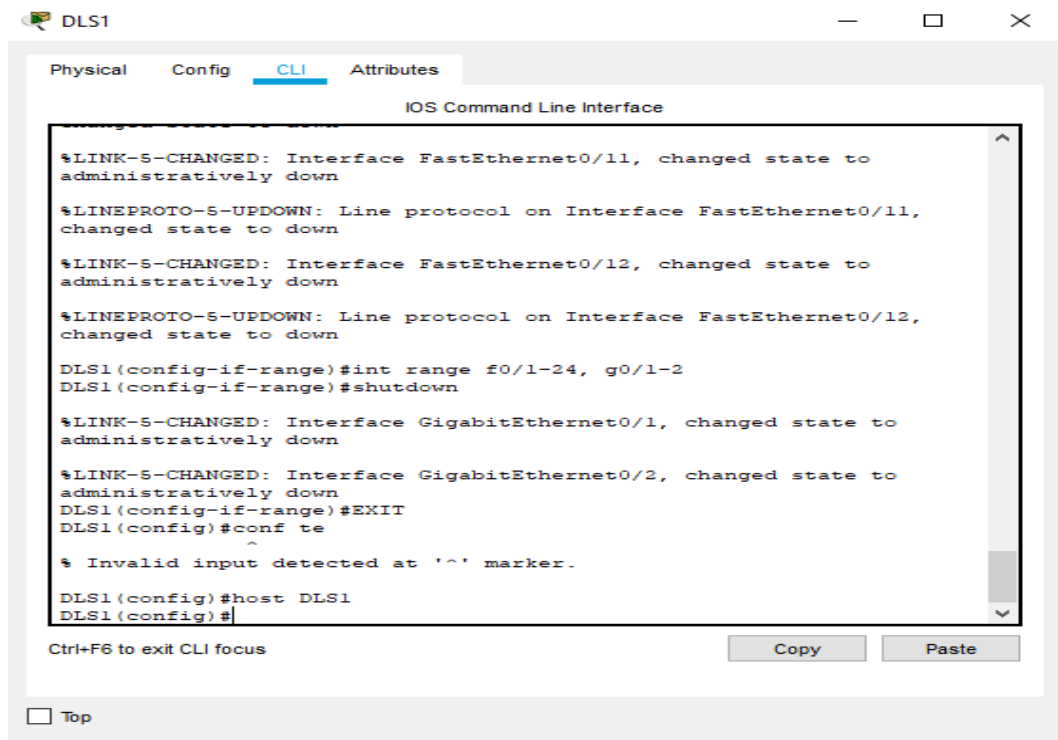 DLS1
Physical Config CLI Attributes
IOS Command Line Interface
changed state to down
%LINK-5-CHANGED: Interface FastEthernet0/11, changed state to
administratively down
%LINEPROTO-5-UPDOWN: Line protocol on Interface FastEthernet0/11,
changed state to down
%LINK-5-CHANGED: Interface FastEthernet0/12, changed state to
administratively down
%LINEPROTO-5-UPDOWN: Line protocol on Interface FastEthernet0/12,
changed state to down
DLS1(config-if-range)#int range f0/1-24, g0/1-2
DLS1(config-if-range)#shutdown
%LINK-5-CHANGED: Interface GigabitEthernet0/1, changed state to
administratively down
%LINK-5-CHANGED: Interface GigabitEthernet0/2, changed state to
administratively down
DLS1(config-if-range)#EXIT
DLS1(config)#conf te
^
% Invalid input detected at '^' marker.
DLS1(config)#host DLS1
DLS1(config)#
Ctrl+F6 to exit CLI focus
Copy Paste
Top